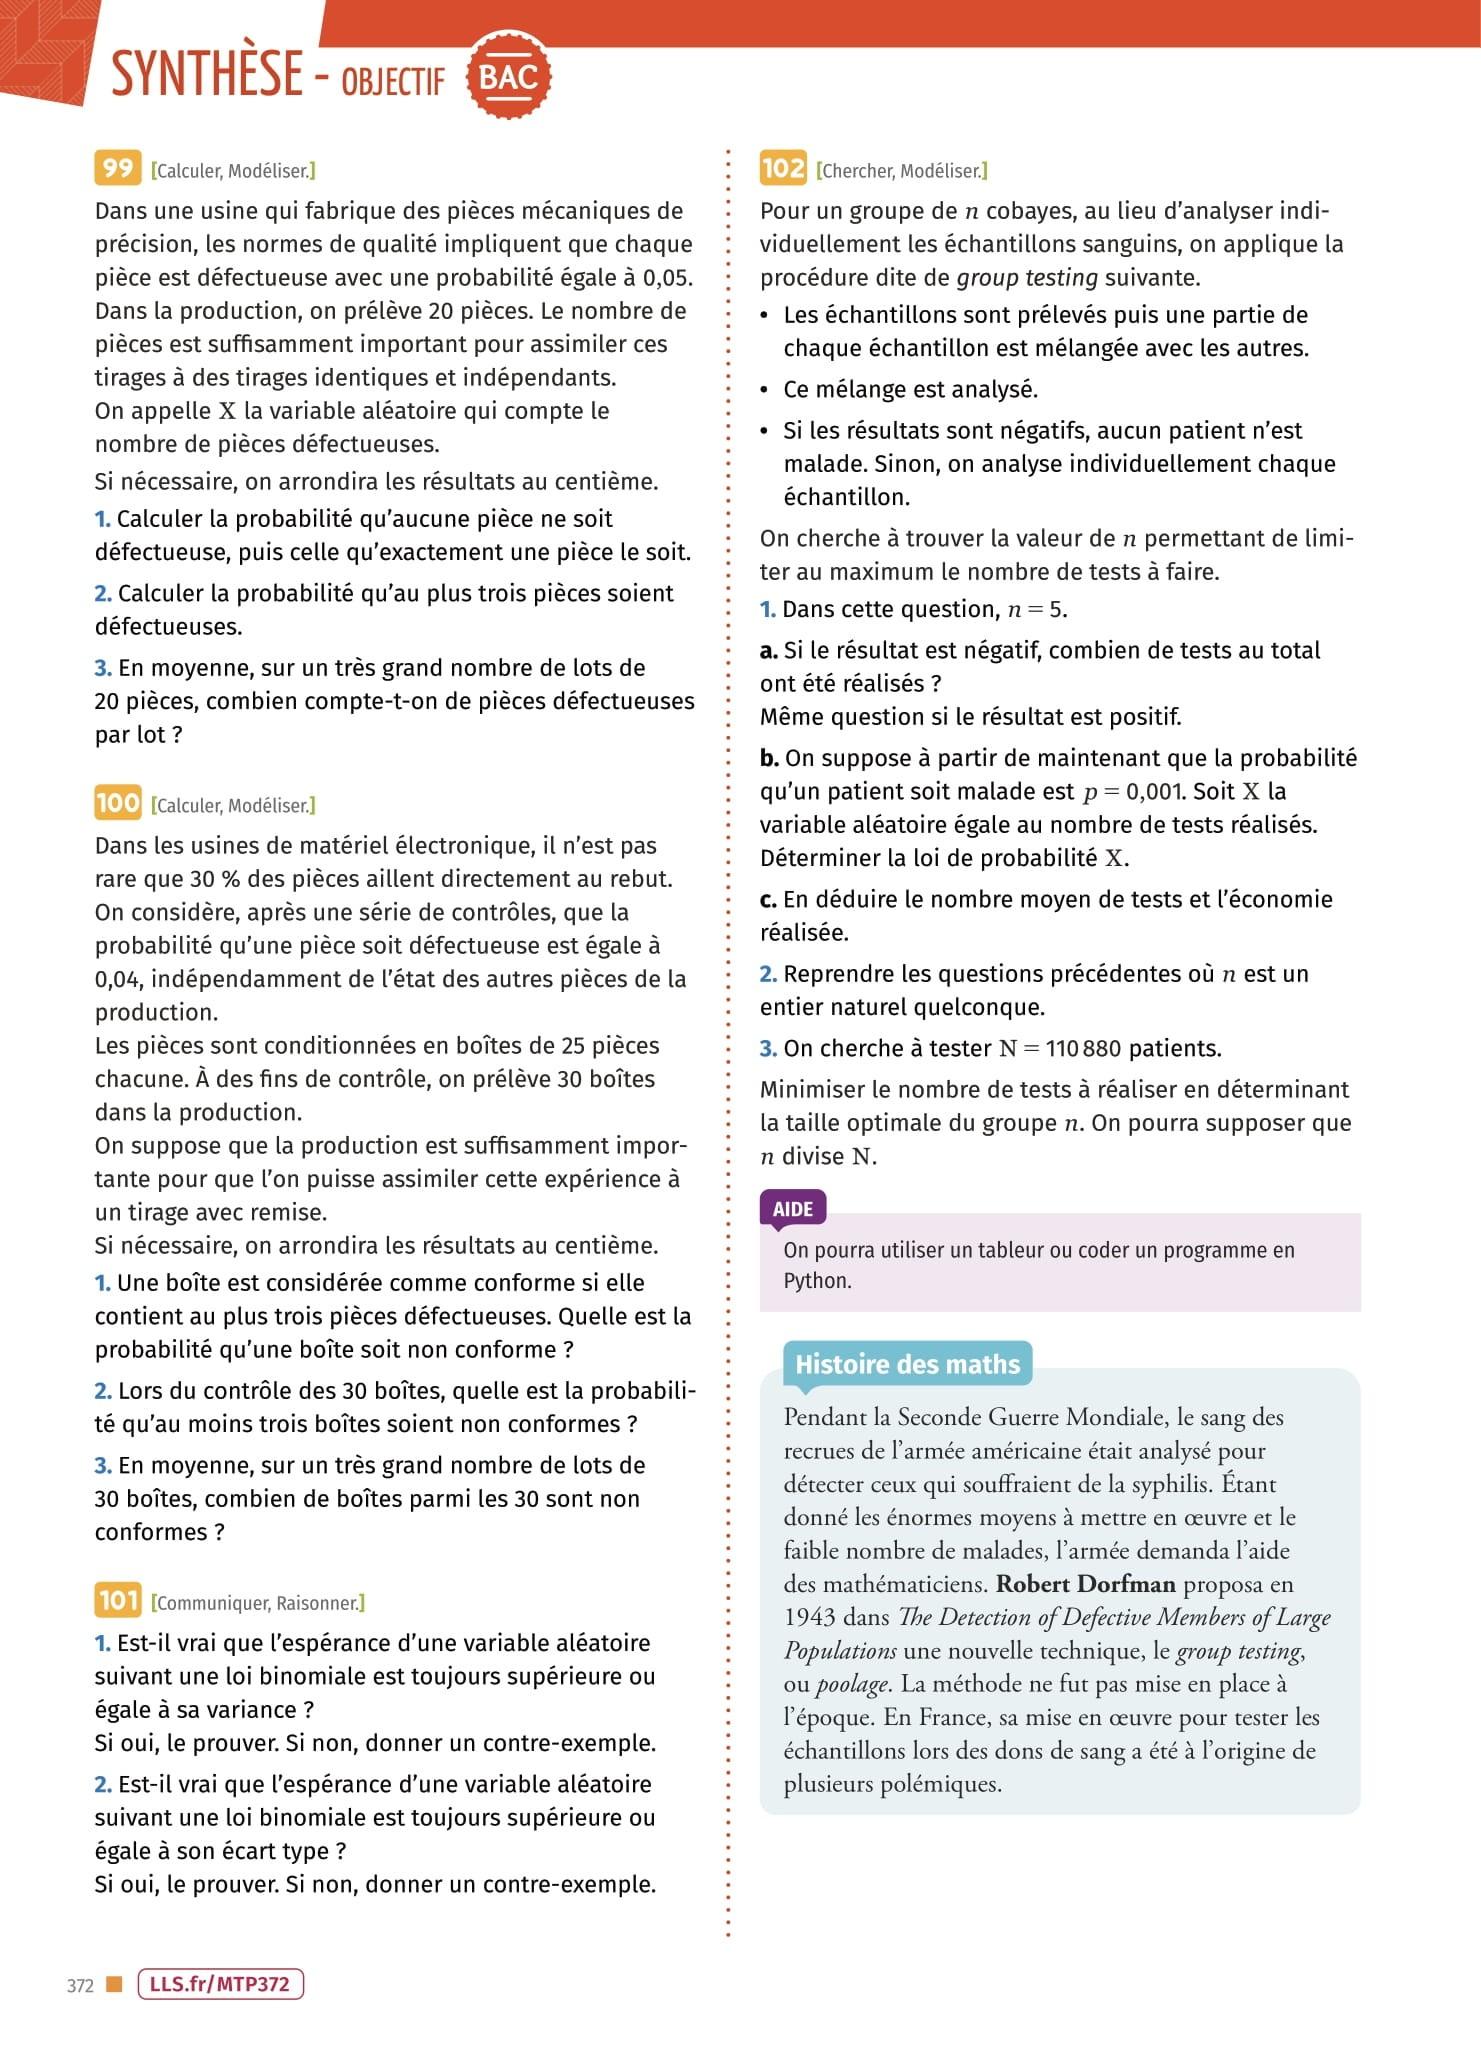 SYNTHÈSE - OBJECTIF BAC
99 [Calculer, Modéliser.]
Dans une usine qui fabrique des pièces mécaniques de
précision, les normes de qualité impliquent que chaque
pièce est défectueuse avec une probabilité égale à 0,05.
Dans la production, on prélève 20 pièces. Le nombre de
pièces est suffisamment important pour assimiler ces
tirages à des tirages identiques et indépendants.
On appelle X la variable aléatoire qui compte le
nombre de pièces défectueuses.
Si nécessaire, on arrondira les résultats au centième.
1. Calculer la probabilité qu'aucune pièce ne soit
défectueuse, puis celle qu'exactement une pièce le soit.
2. Calculer la probabilité qu'au plus trois pièces soient
défectueuses.
3. En moyenne, sur un très grand nombre de lots de
20 pièces, combien compte-t-on de pièces défectueuses
par lot ?
100 [Calculer, Modéliser.]
Dans les usines de matériel électronique, il n'est pas
rare que 30 % des pièces aillent directement au rebut.
On considère, après une série de contrôles, que la
probabilité qu'une pièce soit défectueuse est égale à
0,04, indépendamment de l'état des autres pièces de la
production.
Les pièces sont conditionnées en boîtes de 25 pièces
chacune. À des fins de contrôle, on prélève 30 boîtes
dans la production.
On suppose que la production est suffisamment impor-
tante pour que l'on puisse assimiler cette expérience à
un tirage avec remise.
Si nécessaire, on arrondira les résultats au centième.
1. Une boîte est considérée comme conforme si elle
contient au plus trois pièces défectueuses. Quelle est la
probabilité qu'une boîte soit non conforme ?
2. Lors du contrôle des 30 boîtes, quelle est la probabili-
té qu'au moins trois boîtes soient non conformes ?
3. En moyenne, sur un très grand nombre de lots de
30 boîtes, combien de boîtes parmi les 30 sont non
conformes ?
101 [Communiquer, Raisonner.]
1. Est-il vrai que l'espérance d'une variable aléatoire
suivant une loi binomiale est toujours supérieure ou
égale à sa variance ?
Si oui, le prouver. Si non, donner un contre-exemple.
2. Est-il vrai que l'espérance d'une variable aléatoire
suivant une loi binomiale est toujours supérieure ou
égale à son écart type ?
Si oui, le prouver. Si non, donner un contre-exemple.
102 [Chercher, Modéliser.]
Pour un groupe de n cobayes, au lieu d'analyser indi-
viduellement les échantillons sanguins, on applique la
procédure dite de group testing suivante.
• Les échantillons sont prélevés puis une partie de
chaque échantillon est mélangée avec les autres.
• Ce mélange est analysé.
• Si les résultats sont négatifs, aucun patient n'est
malade. Sinon, on analyse individuellement chaque
échantillon.
On cherche à trouver la valeur de n permettant de limi-
ter au maximum le nombre de tests à faire.
1. Dans cette question, n = 5.
a. Si le résultat est négatif, combien de tests au total
ont été réalisés ?
Même question si le résultat est positif.
b. On suppose à partir de maintenant que la probabilité
qu'un patient soit malade est p = 0,001. Soit X la
variable aléatoire égale au nombre de tests réalisés.
Déterminer la loi de probabilité X.
c. En déduire le nombre moyen de tests et l'économie
réalisée.
2. Reprendre les questions précédentes où n est un
entier naturel quelconque.
3. On cherche à tester N = 110 880 patients.
Minimiser le nombre de tests à réaliser en déterminant
la taille optimale du groupe n. On pourra supposer que
n divise N.
AIDE
On pourra utiliser un tableur ou coder un programme en
Python.
Histoire des maths
Pendant la Seconde Guerre Mondiale, le sang des
recrues de l'armée américaine était analysé pour
détecter ceux qui souffraient de la syphilis. Étant
donné les énormes moyens à mettre en œuvre et le
faible nombre de malades, l'armée demanda l'aide
des mathématiciens. Robert Dorfman proposa en
1943 dans The Detection of Defective Members of Large
Populations une nouvelle technique, le group testing,
ou poolage. La méthode ne fut pas mise en place à
l'époque. En France, sa mise en œuvre pour tester les
échantillons lors des dons de sang a été à l'origine de
plusieurs polémiques.
372 LLS.fr/MTP372